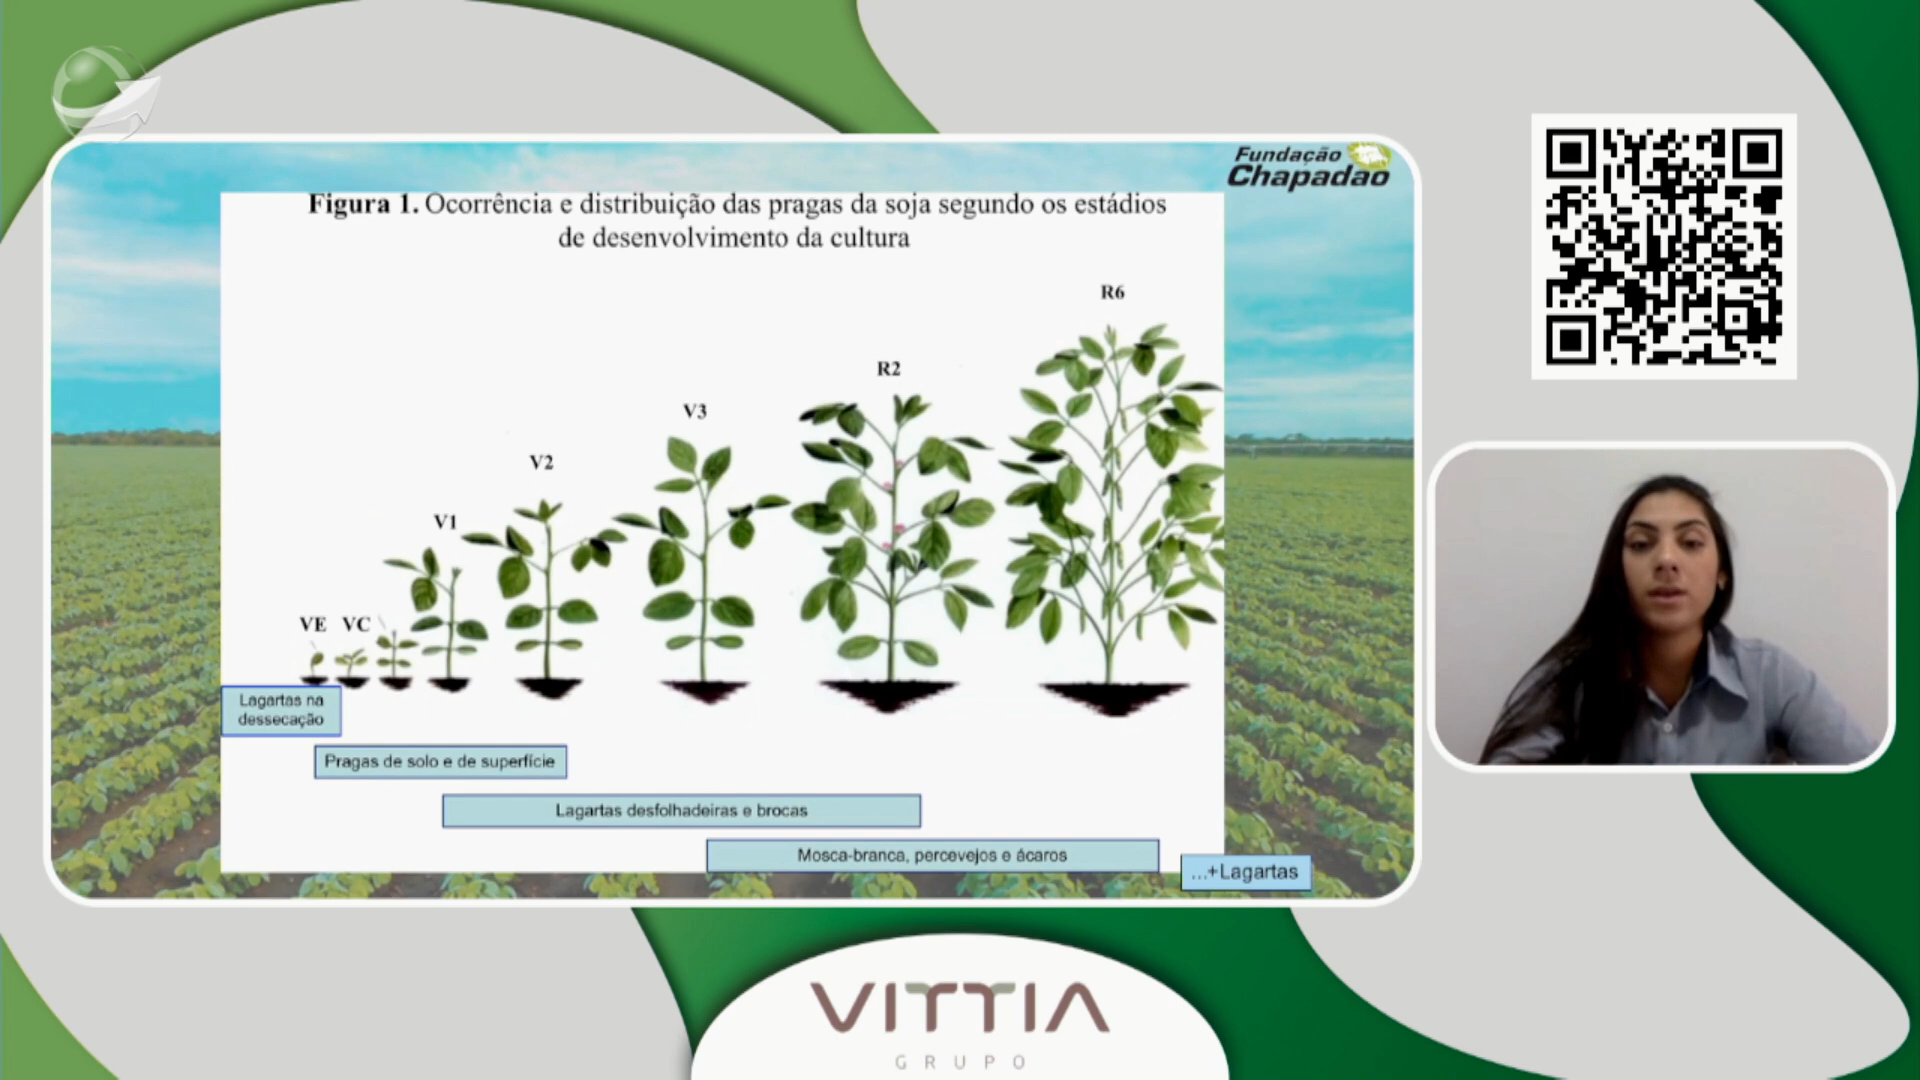 Fundação
Chapadão
Figura 1. Ocorrência e distribuição das pragas da soja segundo os estádios
de desenvolvimento da cultura
R6
R2
V3
V2
V1
VE VC
Lagartas na
dessecação
Pragas de solo e de superfície
Lagartas desfolhadeiras e brocas
Mosca-branca, percevejos e ácaros
...+Lagartas
VITTIA
GRUPO